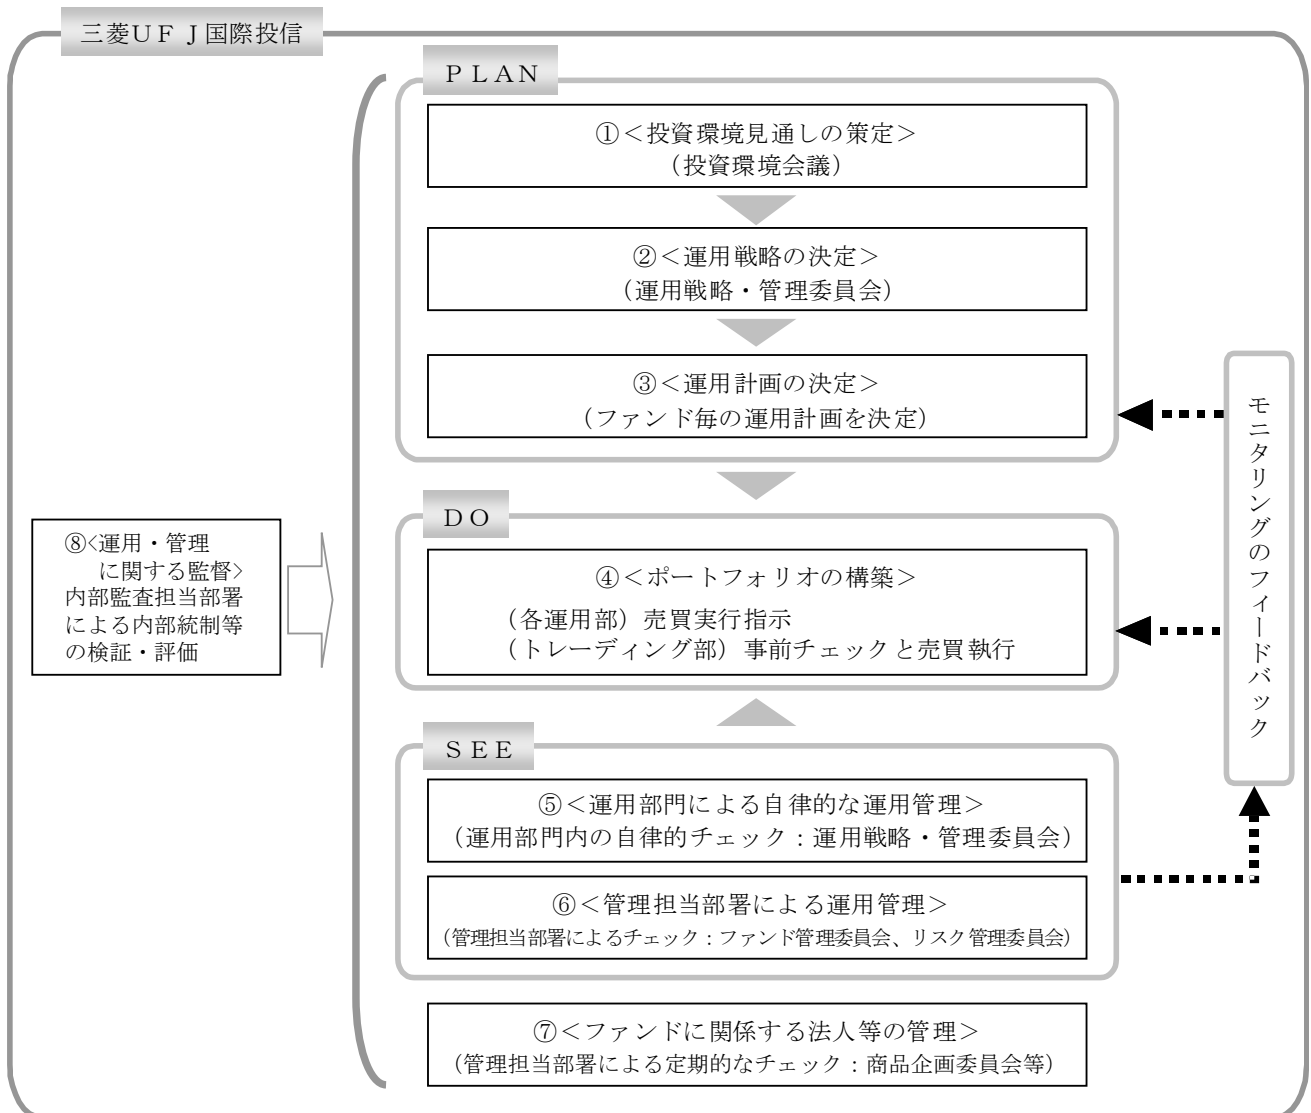 三菱ＵＦＪ国際投信
ＰＬＡＮ
①＜投資環境見通しの策定＞
（投資環境会議）
②＜運用戦略の決定＞
（運用戦略・管理委員会）
③＜運用計画の決定＞
（ファンド毎の運用計画を決定）
ＤＯ
④＜ポートフォリオの構築＞
（各運用部）売買実行指示
（トレーディング部）事前チェックと売買執行
ＳＥＥ
⑤＜運用部門による自律的な運用管理＞
（運用部門内の自律的チェック：運用戦略・管理委員会）
⑥＜管理担当部署による運用管理＞
（管理担当部署によるチェック：ファンド管理委員会、リスク管理委員会）
⑦＜ファンドに関係する法人等の管理＞
（管理担当部署による定期的なチェック：商品企画委員会等）
⑧<運用・管理
に関する監督>
内部監査担当部署
による内部統制等
の検証・評価
モニタリングのフィードバック